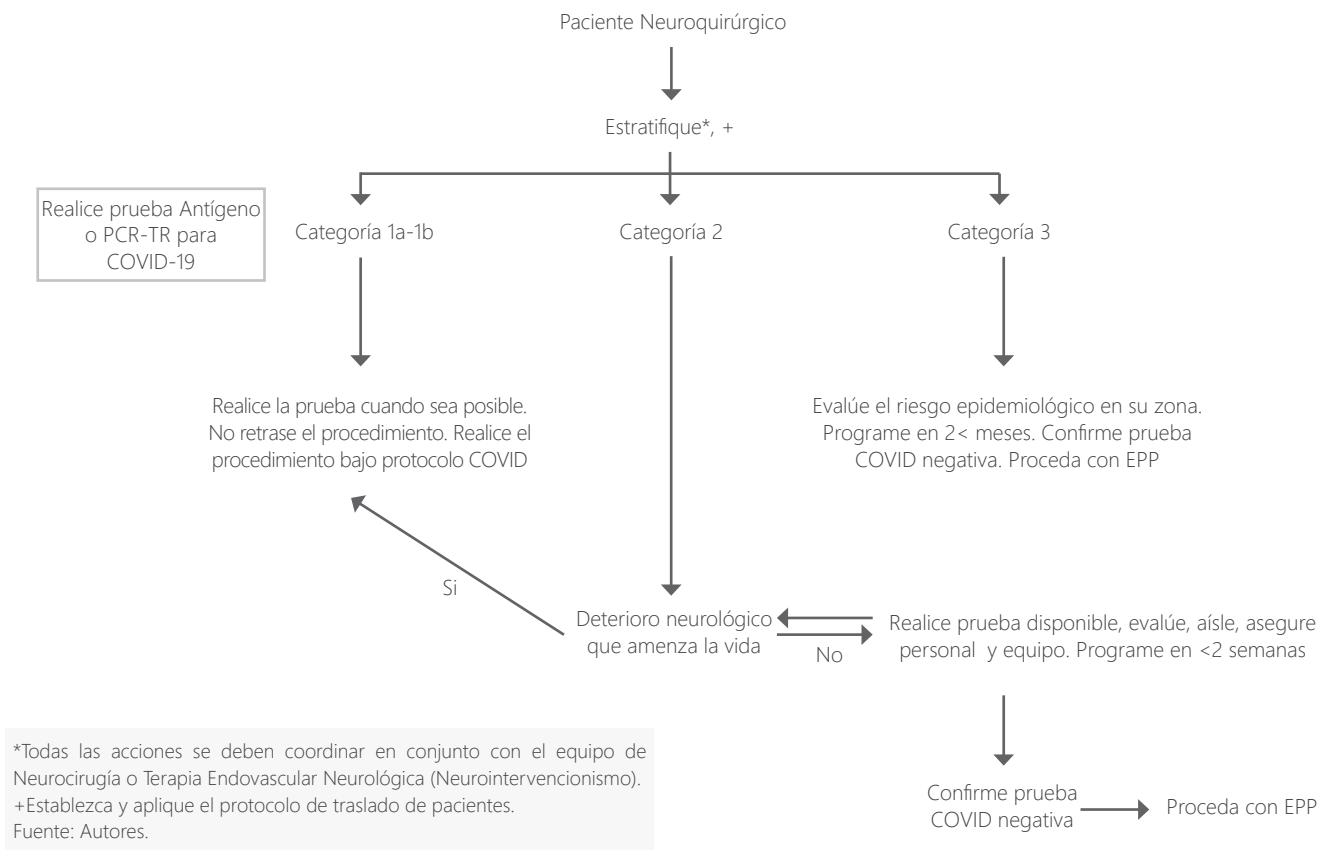 Paciente Neuroquirúrgico
Estratifique*, +
Realice prueba Antígeno
o PCR-TR para
COVID-19
Categoría 1a-1b
Categoría 2
Categoría 3
Realice la prueba cuando sea posible.
No retrase el procedimiento. Realice el
procedimiento bajo protocolo COVID
Evalúe el riesgo epidemiológico en su zona.
Programe en 2< meses. Confirme prueba
COVID negativa. Proceda con EPP
Si
Deterioro neurológico
que amenza la vida
No
Realice prueba disponible, evalúe, aísle, asegure
personal y equipo. Programe en <2 semanas
Confirme prueba
COVID negativa
Proceda con EPP
*Todas las acciones se deben coordinar en conjunto con el equipo de
Neurocirugía o Terapia Endovascular Neurológica (Neurointervencionismo).
+Establezca y aplique el protocolo de traslado de pacientes.
Fuente: Autores.